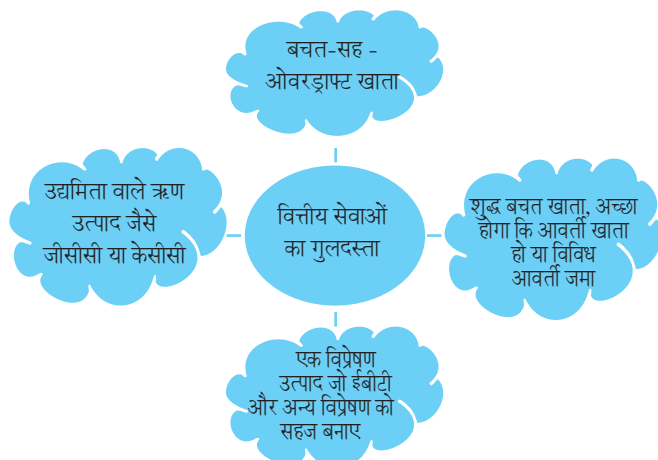 बचत-सह -
ओवरड्राफ्ट खाता
उद्यमिता वाले ऋण
उत्पाद जैसे
जीसीसी या केसीसी
वित्तीय सेवाओं
का गुलदस्ता
शुद्ध बचत खाता, अच्छा
होगा कि आवर्ती खाता
हो या विविध
आवर्ती जमा
एक विप्रेषण
उत्पाद जो ईबीटी
और अन्य विप्रेषण को
सहज बनाए